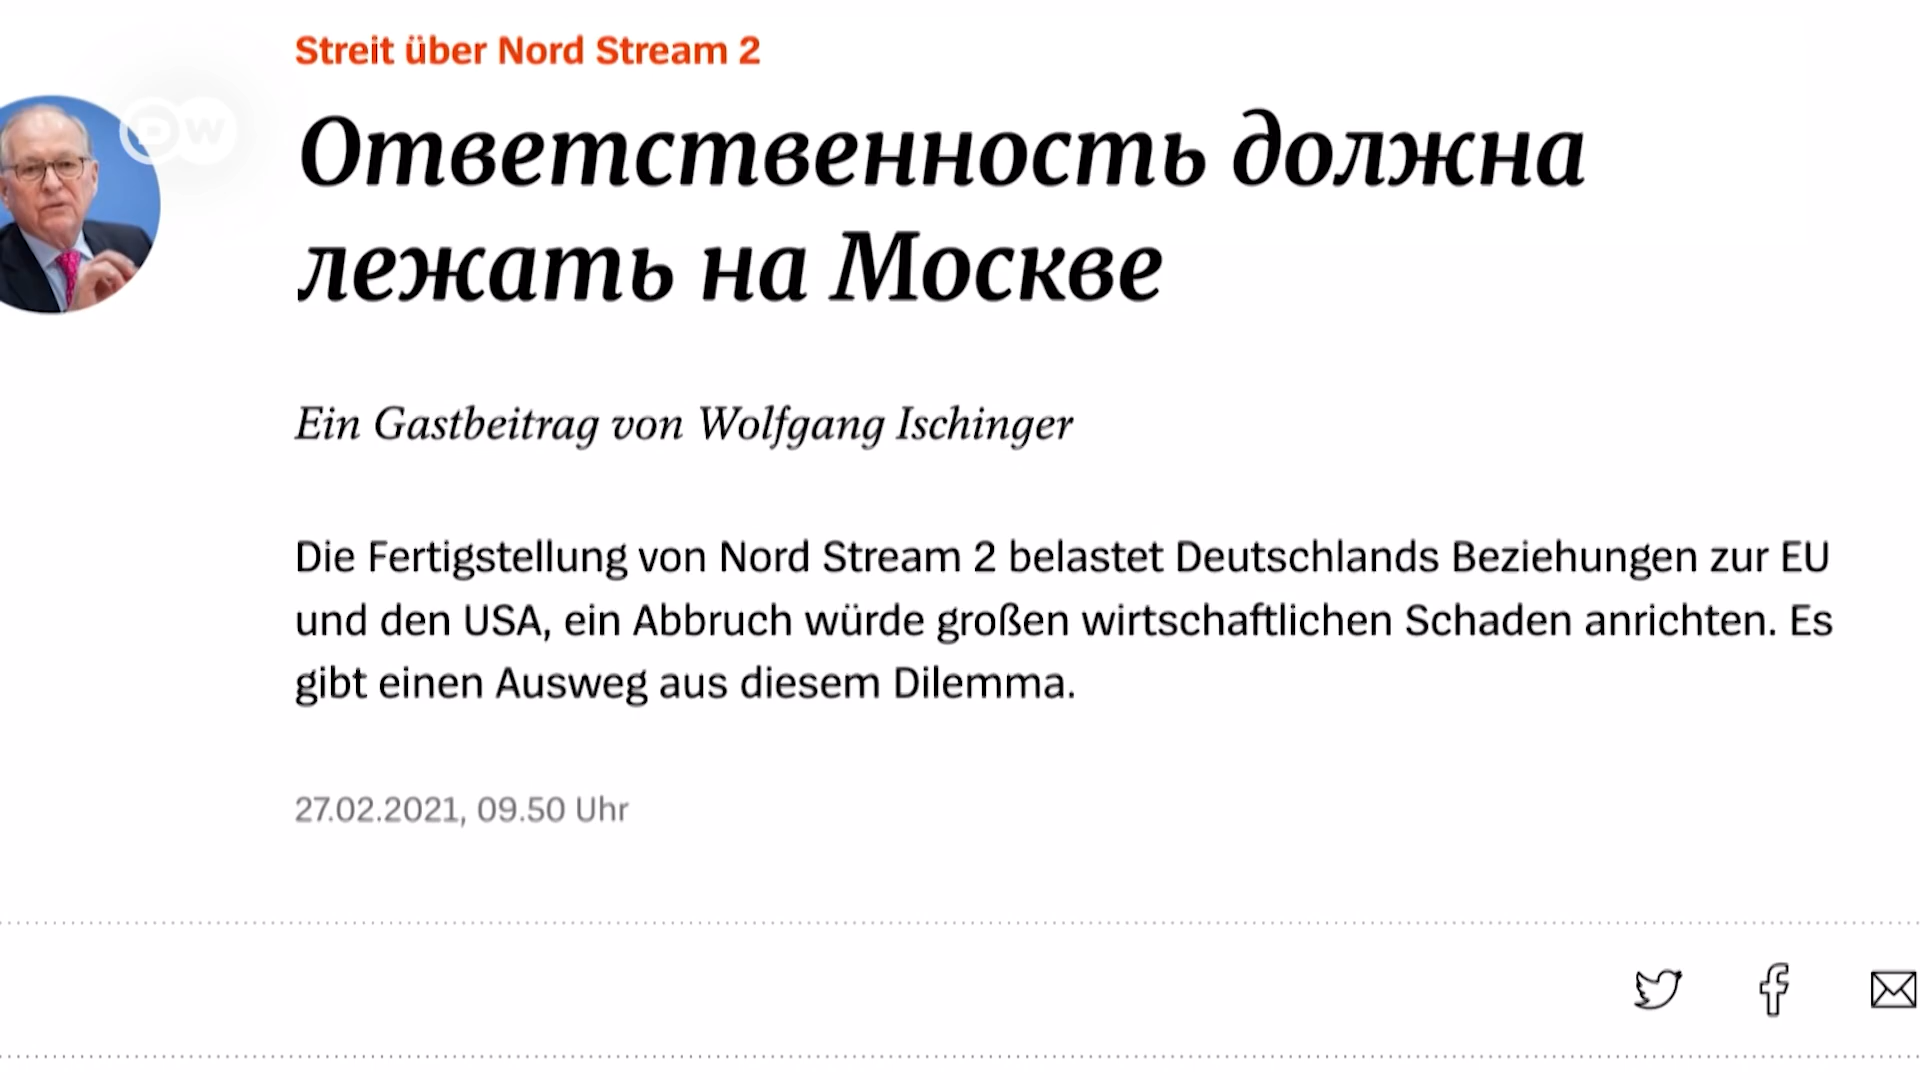 Streit über Nord Stream 2
DW
Ответственность должна
лежать на Москве
Ein Gastbeitrag von Wolfgang Ischinger
Die Fertigstellung von Nord Stream 2 belastet Deutschlands Beziehungen zur EU
und den USA, ein Abbruch würde großen wirtschaftlichen Schaden anrichten. Es
gibt einen Ausweg aus diesem Dilemma.
27.02.2021, 09.50 Uhr